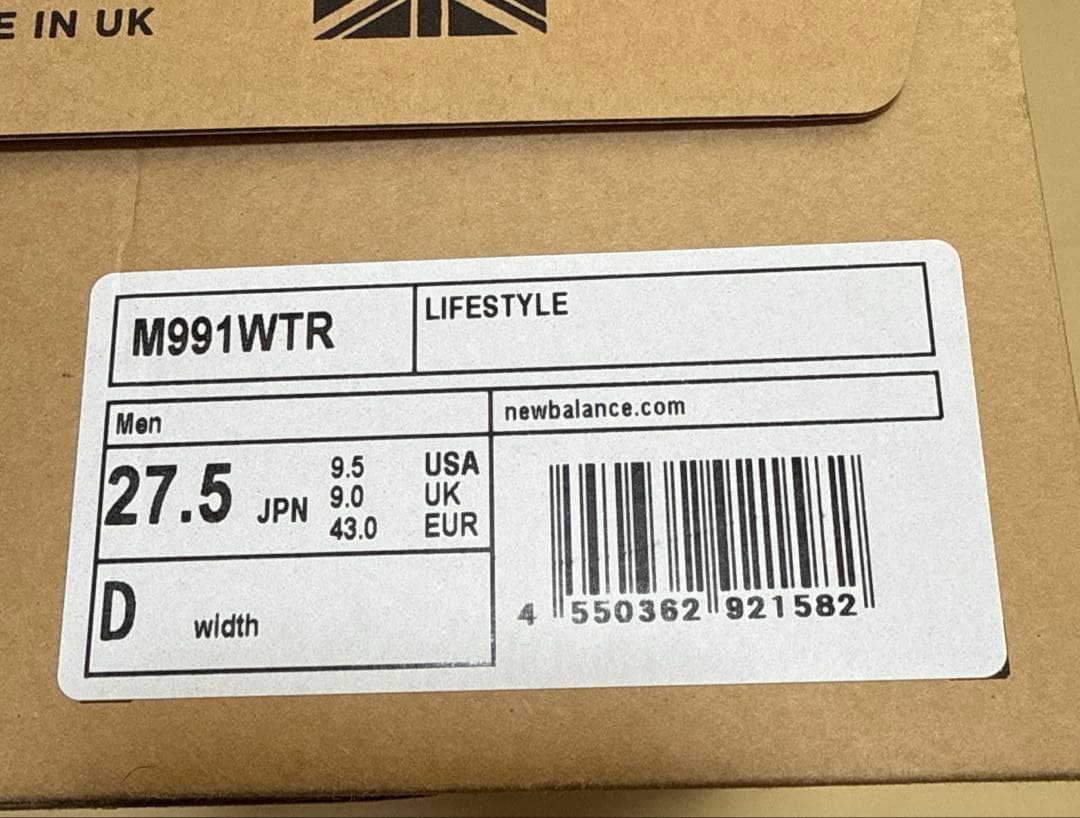 E IN UK
M991WTR
LIFESTYLE
Men
newbalance.com
27.5 JPN
9.5 USA
9.0 UK
43.0 EUR
D width
4 550362 921582